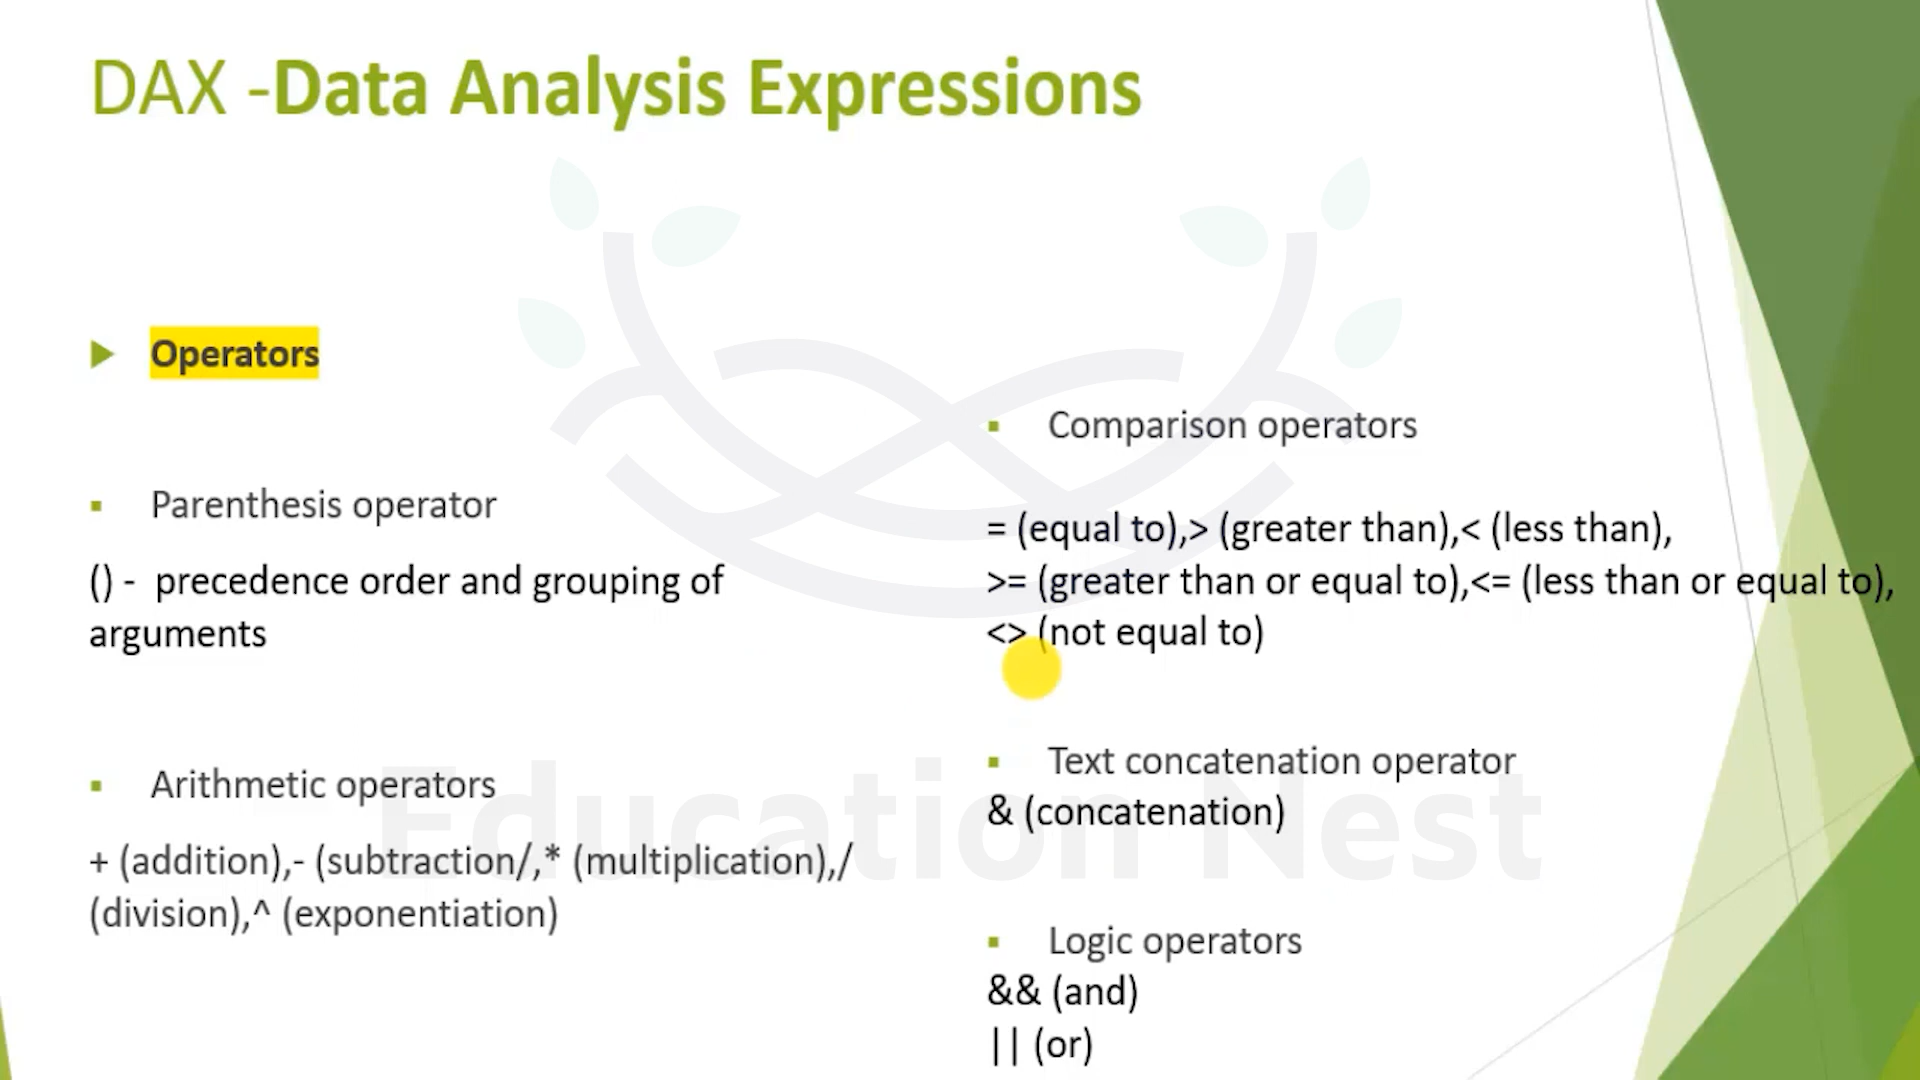 DAX -Data Analysis Expressions
Operators
Parenthesis operator
() - precedence order and grouping of
arguments
Arithmetic operators
+ (addition),- (subtraction/,* (multiplication),/
(division),^ (exponentiation)
Comparison operators
= (equal to),> (greater than),< (less than),
>= (greater than or equal to),<= (less than or equal to),
<> (not equal to)
Text concatenation operator
& (concatenation)
Logic operators
&& (and)
|| (or)
Education Nest